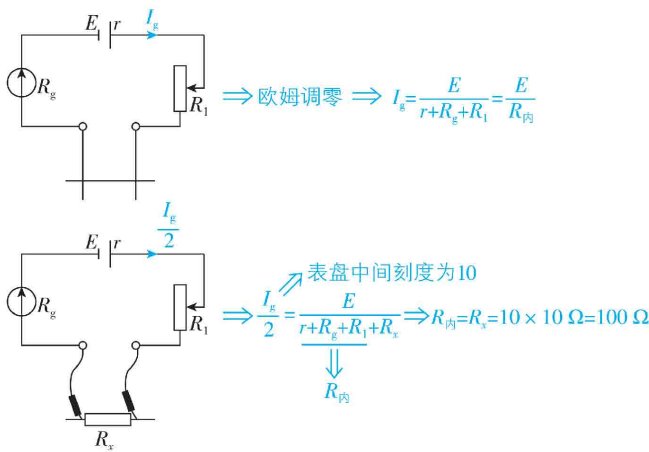 E r I_g
R_g
R_1
⇒欧姆调零⇒ I_g=E/(r+R_g+R_1)=E/R_内
I_g/2
E r
R_g
R_1
表盘中间刻度为10
⇒ I_g/2=E/(r+R_g+R_1+R_x) ⇒R_内=R_x=10×10 Ω=100 Ω
R_内
R_x